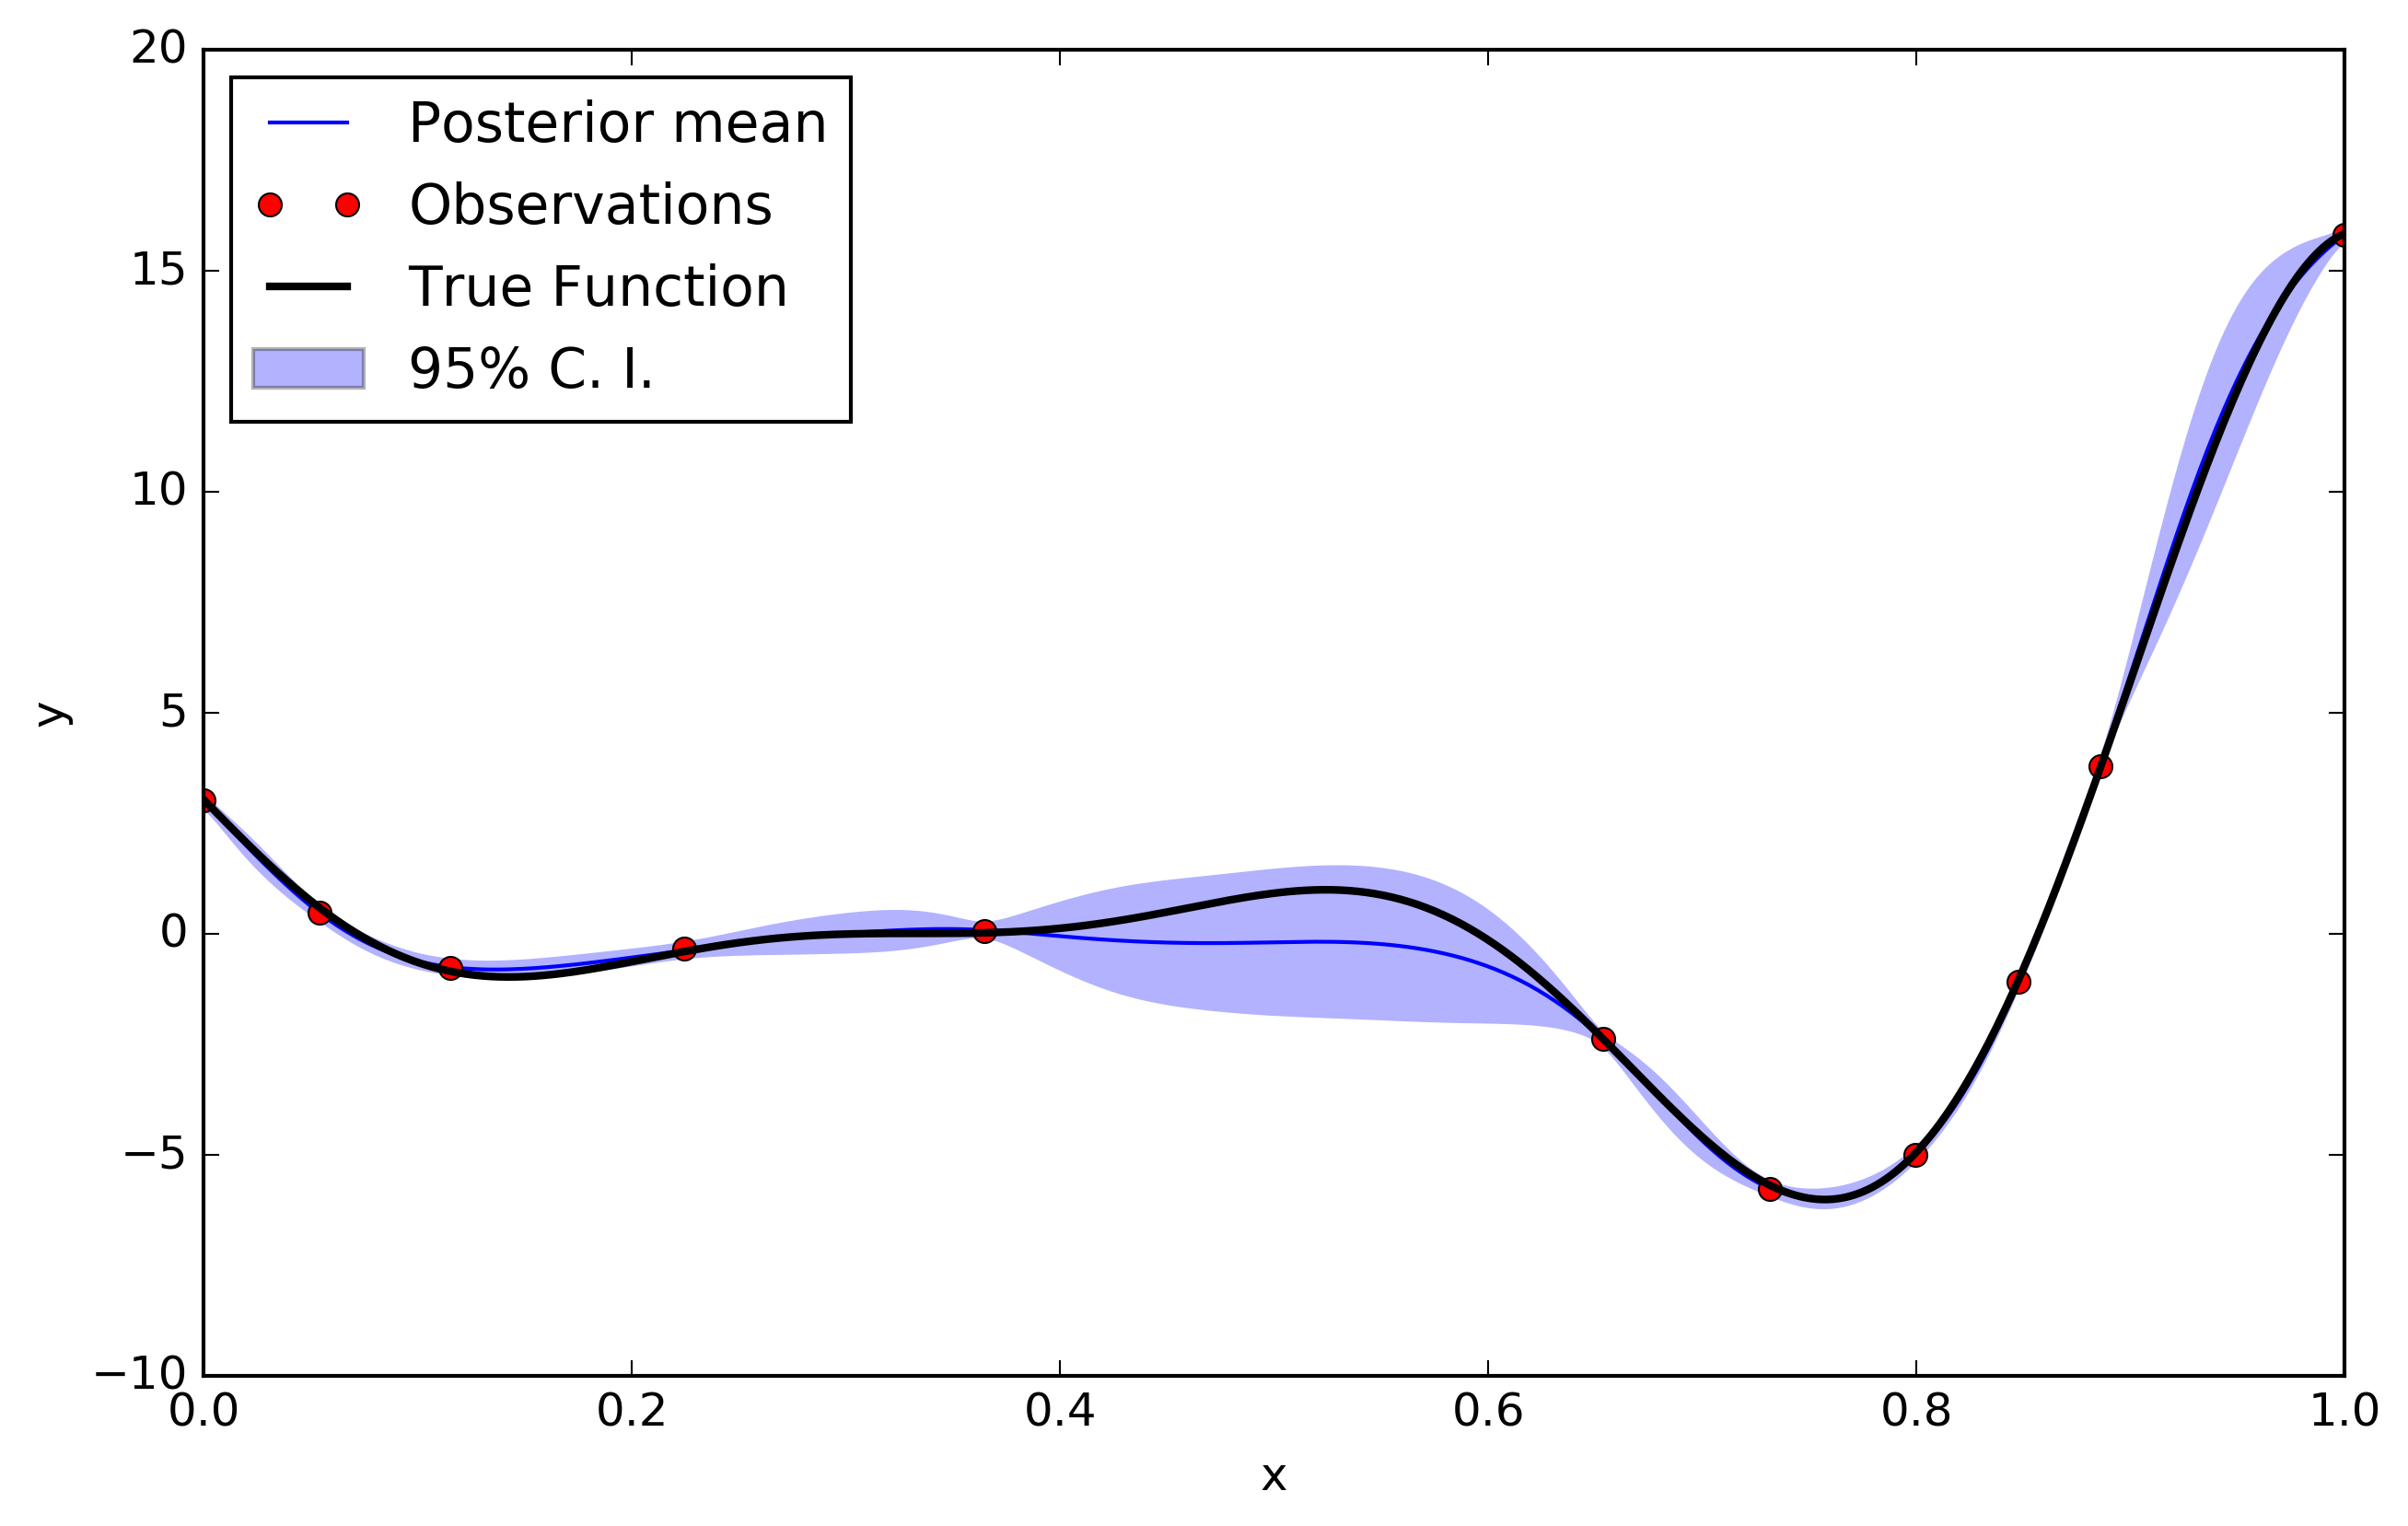 20
15
10
5
0
−5
−10
y
Posterior mean
Observations
True Function
95% C. I.
0.0 0.2 0.4 0.6 0.8 1.0
x